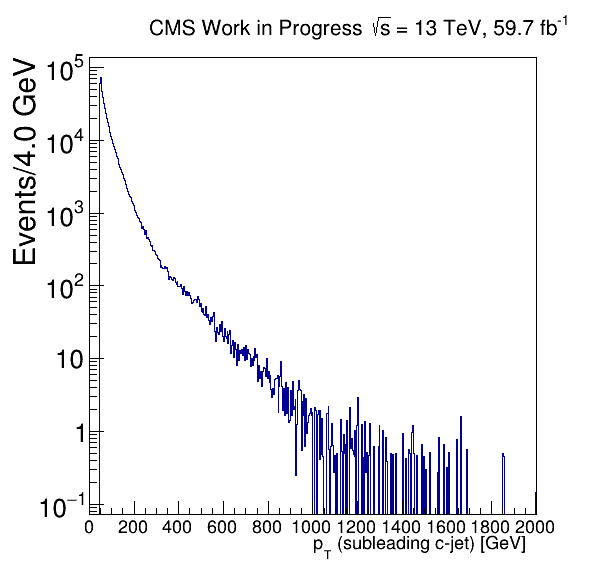 CMS Work in Progress √s = 13 TeV, 59.7 fb⁻¹
Events/4.0 GeV
10⁵
10⁴
10³
10²
10
1
10⁻¹
0 200 400 600 800 1000 1200 1400 1600 1800 2000
p_T (subleading c-jet) [GeV]